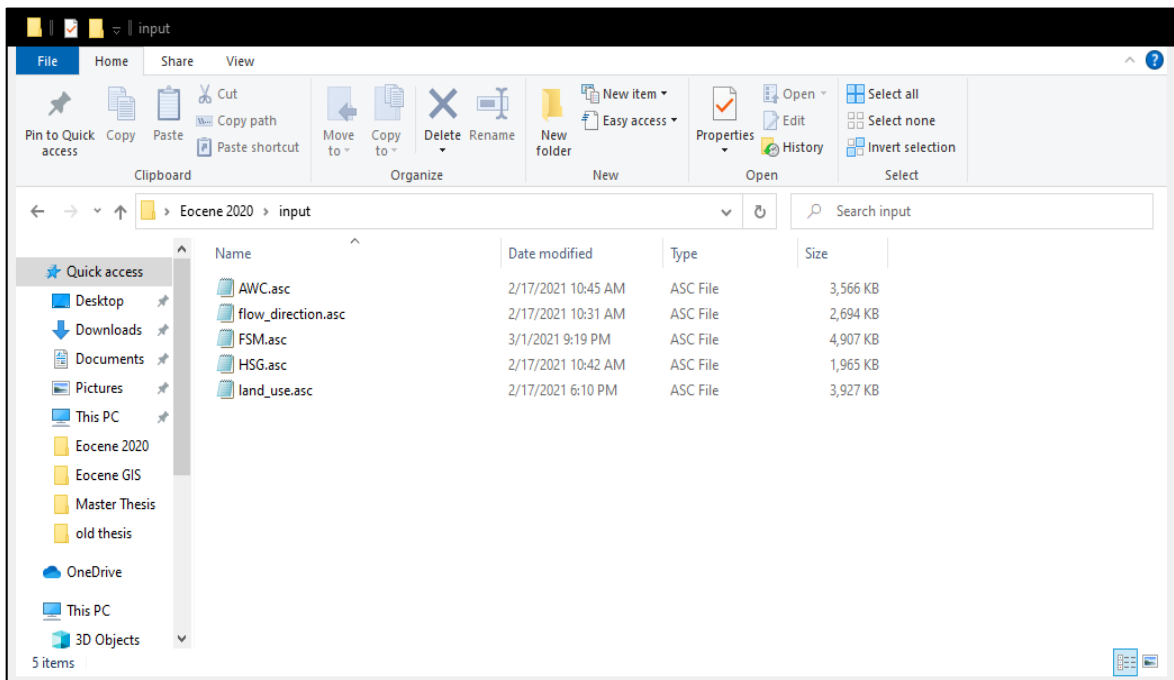 input
File Home Share View
Pin to Quick access
Copy
Paste
Cut
Copy path
Paste shortcut
Clipboard
Move to
Copy to
Delete
Rename
Organize
New folder
New item
Easy access
New
Properties
Open
Edit
History
Open
Select all
Select none
Invert selection
Select
Eocene 2020 > input
Search input
Name Date modified Type Size
AWC.asc 2/17/2021 10:45 AM ASC File 3,566 KB
flow_direction.asc 2/17/2021 10:31 AM ASC File 2,694 KB
FSM.asc 3/1/2021 9:19 PM ASC File 4,907 KB
HSG.asc 2/17/2021 10:42 AM ASC File 1,965 KB
land_use.asc 2/17/2021 6:10 PM ASC File 3,927 KB
Quick access
Desktop
Downloads
Documents
Pictures
This PC
Eocene 2020
Eocene GIS
Master Thesis
old thesis
OneDrive
This PC
3D Objects
5 items